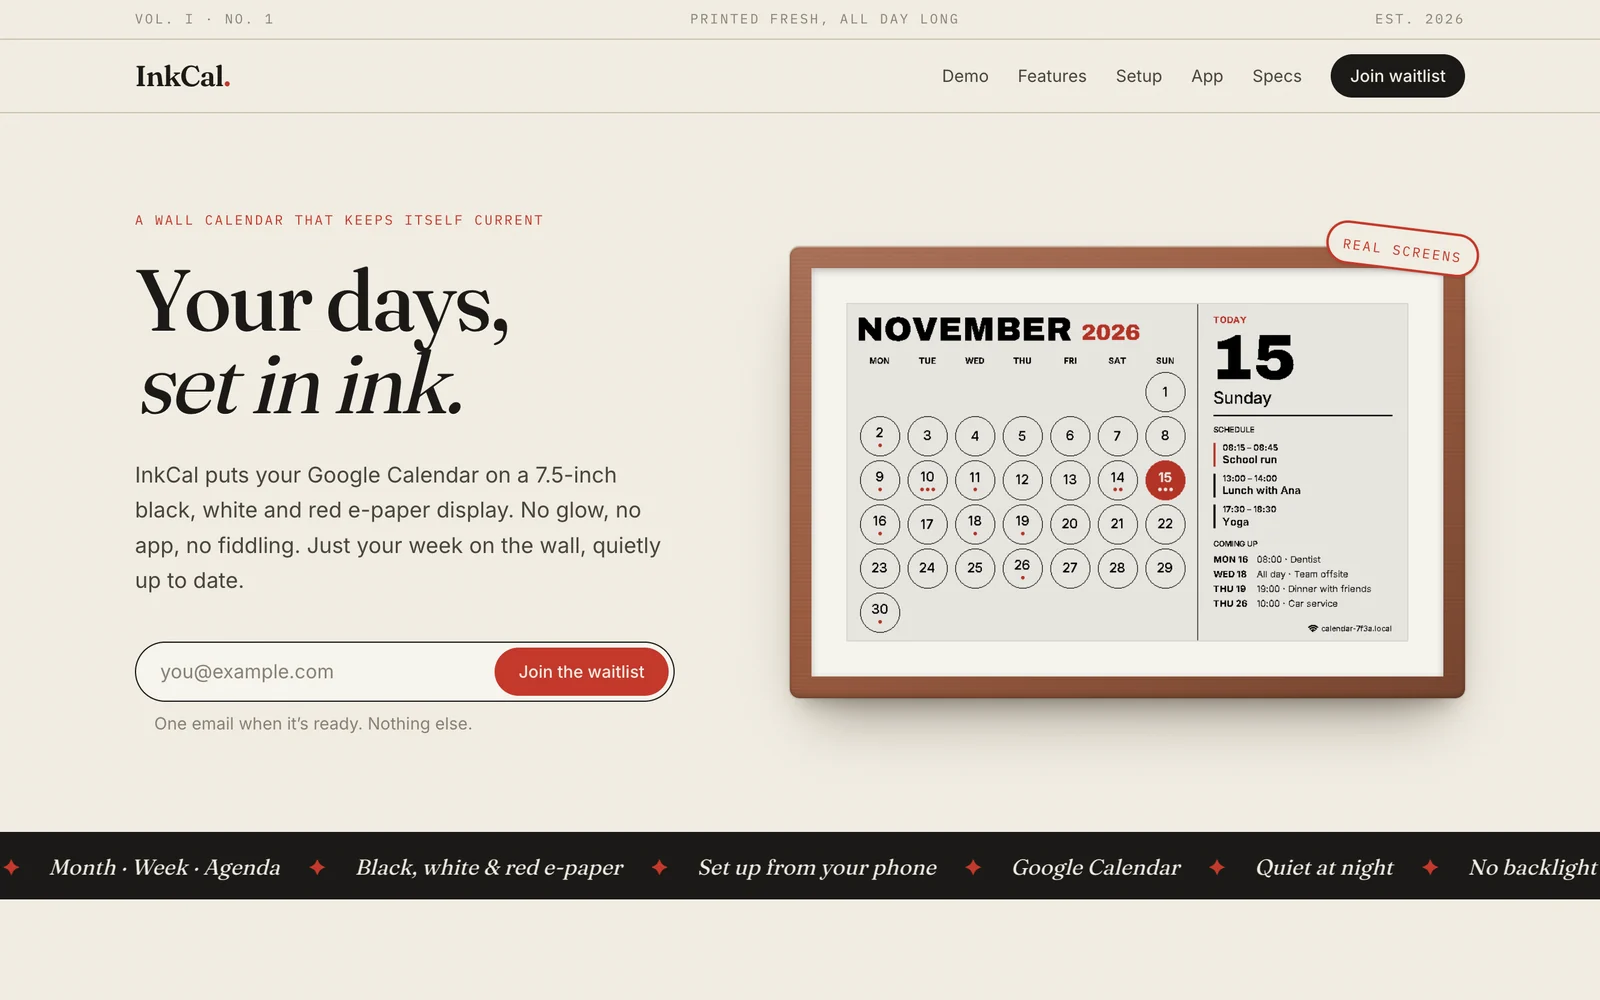 VOL. I · NO. 1
PRINTED FRESH, ALL DAY LONG
EST. 2026
InkCal.
Demo
Features
Setup
App
Specs
Join waitlist
A WALL CALENDAR THAT KEEPS ITSELF CURRENT
Your days,
set in ink.
InkCal puts your Google Calendar on a 7.5-inch
black, white and red e-paper display. No glow, no
app, no fiddling. Just your week on the wall, quietly
up to date.
you@example.com
Join the waitlist
One email when it’s ready. Nothing else.
REAL SCREENS
NOVEMBER 2026
MON TUE WED THU FRI SAT SUN
1
2 3 4 5 6 7 8
9 10 11 12 13 14 15
16 17 18 19 20 21 22
23 24 25 26 27 28 29
30
TODAY
15
Sunday
SCHEDULE
08:15 – 08:45
School run
13:00 – 14:00
Lunch with Ana
17:30 – 18:30
Yoga
COMING UP
MON 16 08:00 · Dentist
WED 18 All day · Team offsite
THU 19 19:00 · Dinner with friends
THU 26 10:00 · Car service
calendar-7f3a.local
✦ Month · Week · Agenda ✦ Black, white & red e-paper ✦ Set up from your phone ✦ Google Calendar ✦ Quiet at night ✦ No backlight